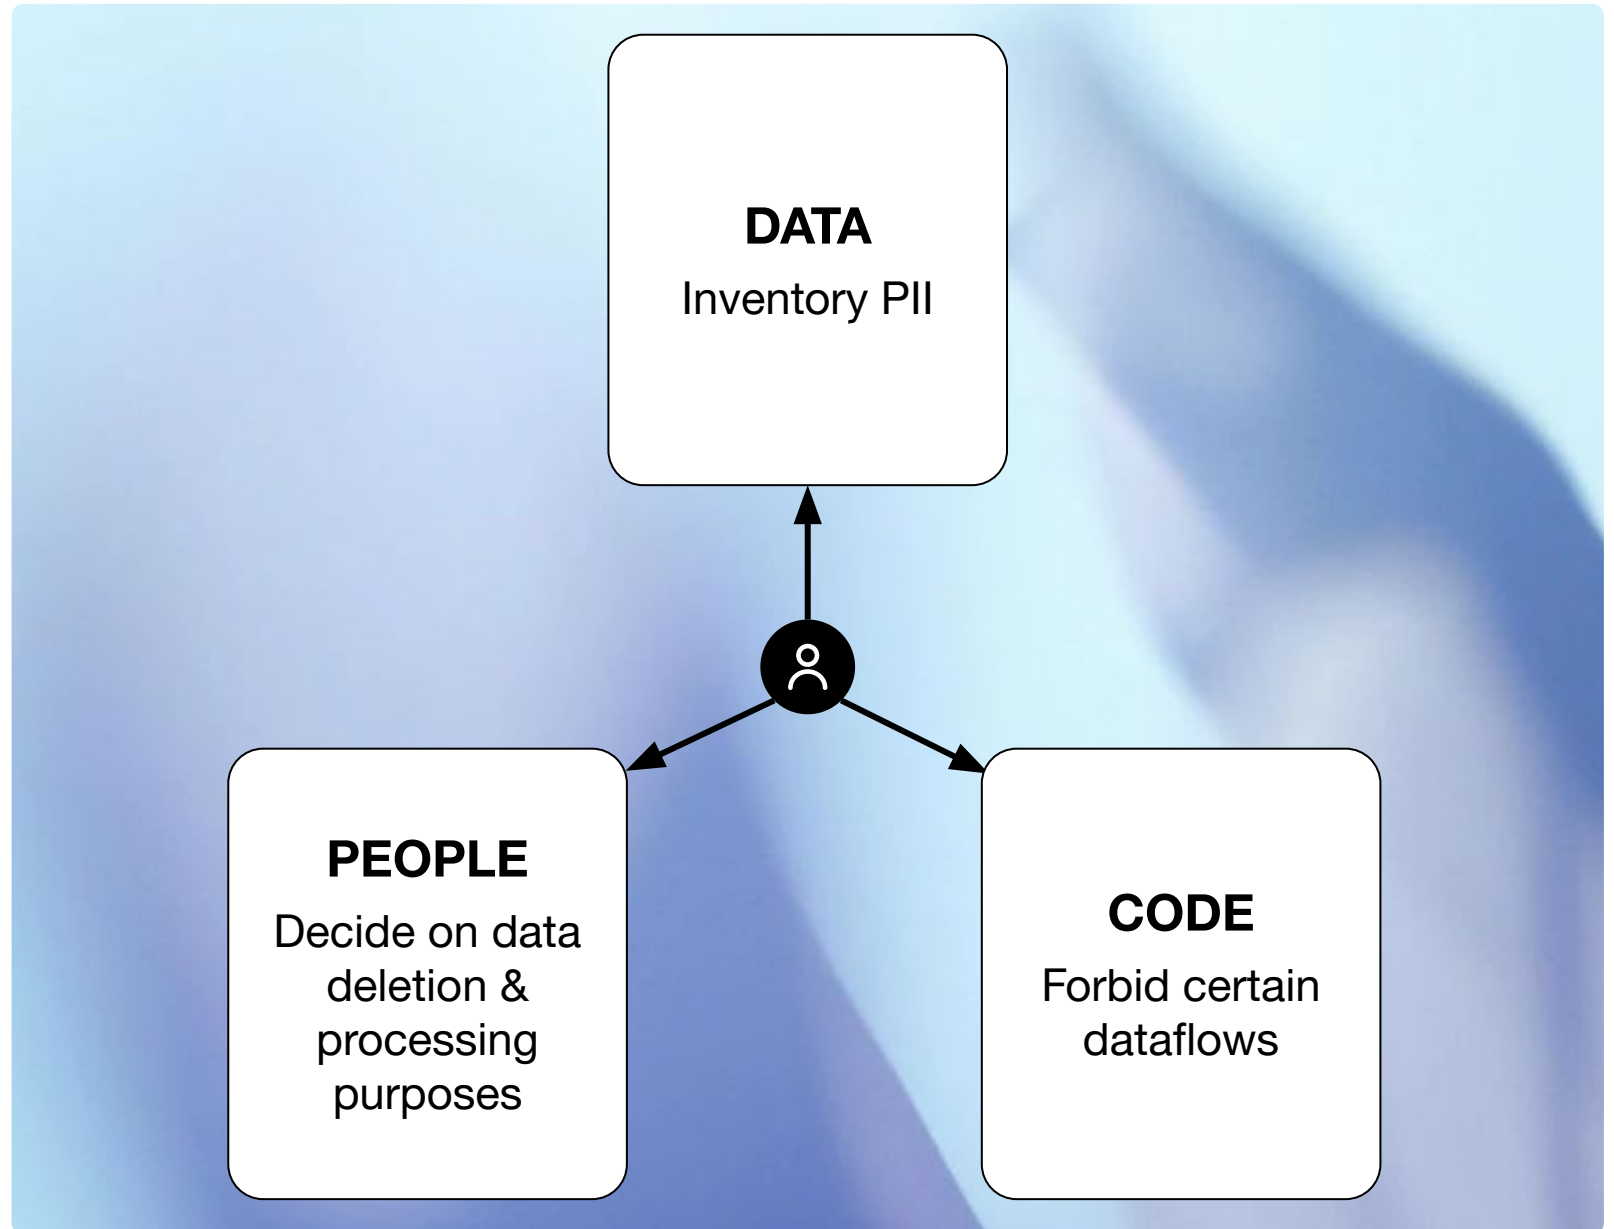 DATA
Inventory PII
PEOPLE
Decide on data
deletion &
processing
purposes
CODE
Forbid certain
dataflows